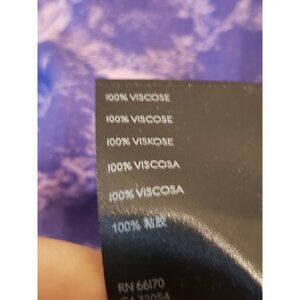 100% VISCOSE
100% VISCOSE
100% VISKOSE
100% VISCOSA
100% VISCOSA
100% 粘胶
RN 66170